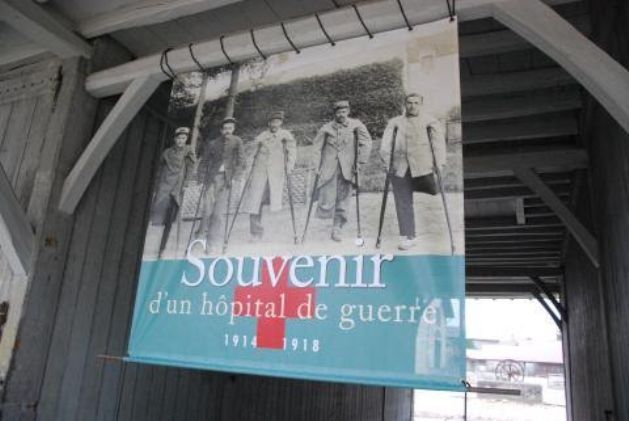 Souvenir
d'un hôpital de guerre
1914 1918